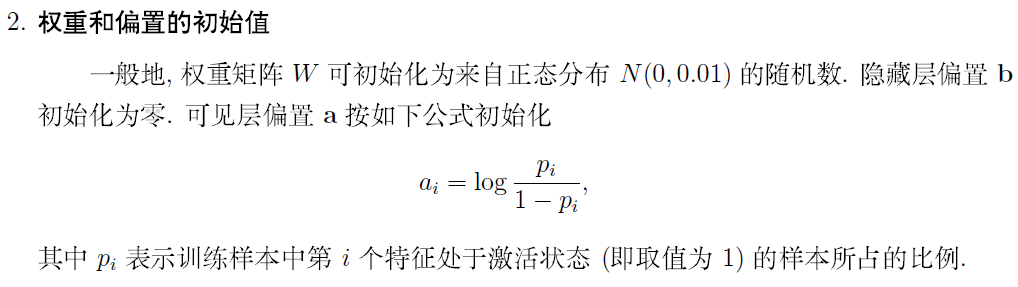 2. 权重和偏置的初始值
一般地, 权重矩阵 W 可初始化为来自正态分布 N(0, 0.01) 的随机数. 隐藏层偏置 b
初始化为零. 可见层偏置 a 按如下公式初始化
a_i = log \frac{p_i}{1 − p_i},
其中 p_i 表示训练样本中第 i 个特征处于激活状态 (即取值为 1) 的样本所占的比例.